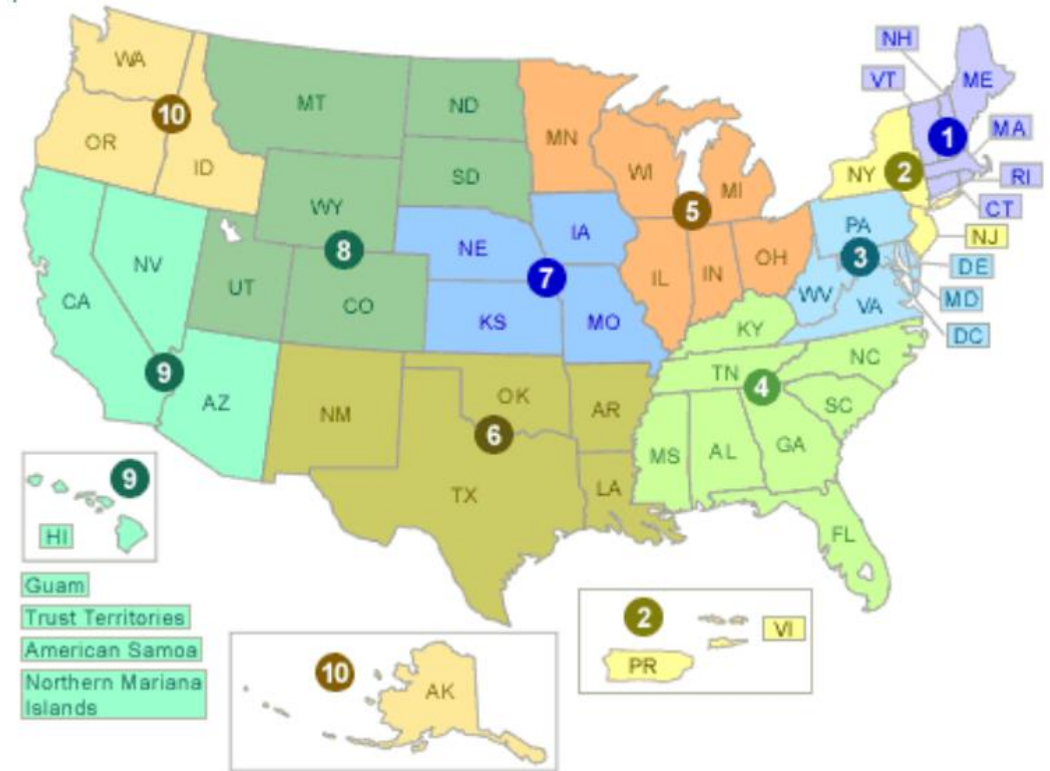 NH
WA
VT
ME
MT
ND
10
MN
MA
OR
1
ID
WI
NY
2
RI
SD
MI
CT
WY
5
PA
NJ
NE
IA
8
NV
OH
3
DE
UT
IL
IN
7
WV
MD
CA
CO
VA
KS
MO
KY
DC
NC
9
TN
4
AZ
OK
SC
NM
AR
6
GA
MS
AL
9
TX
LA
HI
FL
Guam
Trust Territories
2
VI
American Samoa
PR
10
Northern Mariana
Islands
AK